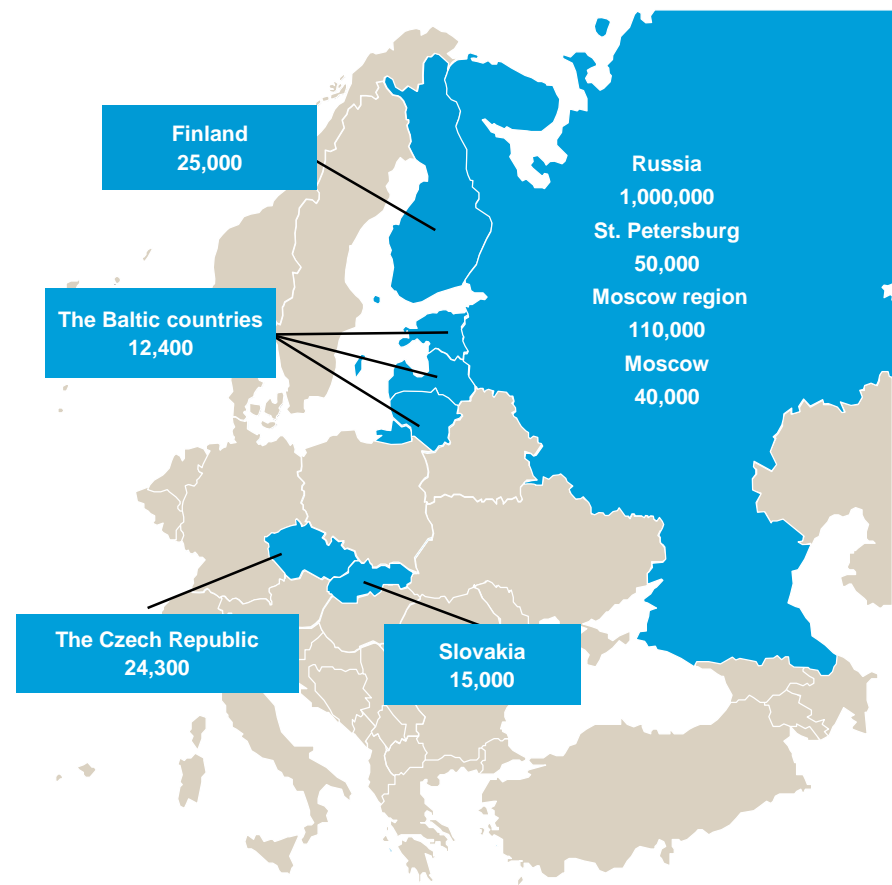 Finland
25,000
Russia
1,000,000
St. Petersburg
50,000
Moscow region
110,000
Moscow
40,000
The Baltic countries
12,400
The Czech Republic
24,300
Slovakia
15,000